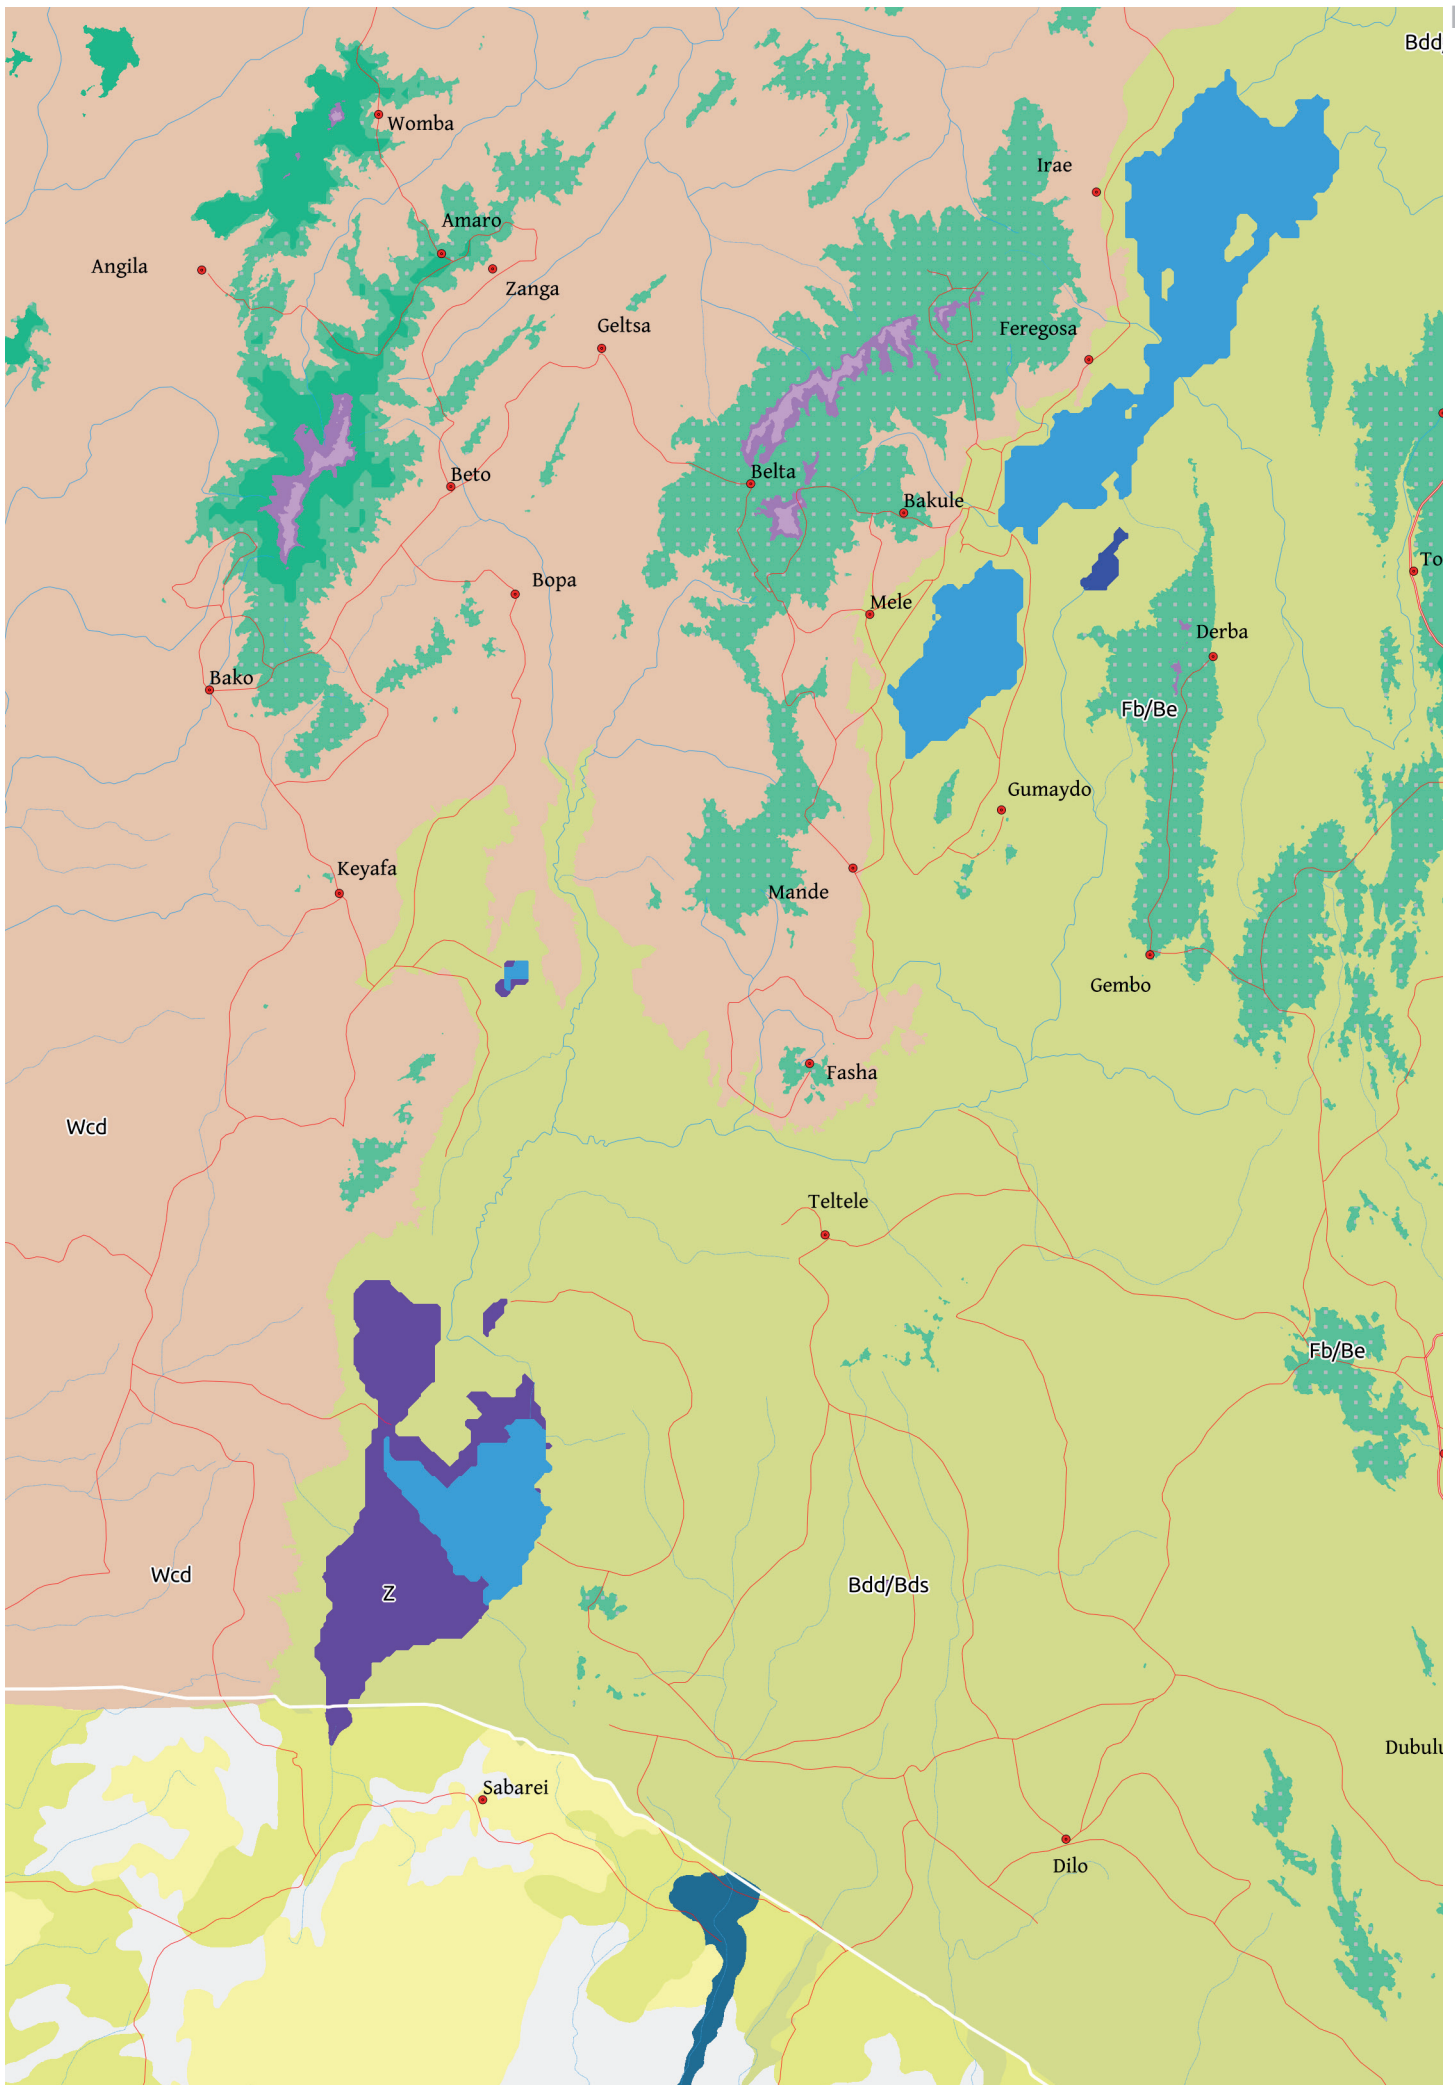 Bdd/
Womba
Irae
Amaro
Angila
Zanga
Geltsa
Feregosa
Belta
Beto
Bakule
To
Bopa
Mele
Derba
Bako
Fb/Be
Gumaydo
Keyafa
Mande
Gembo
Fasha
Wcd
Teltele
Fb/Be
Wcd
Bdd/Bds
Z
Dubulu
Sabarei
Dilo